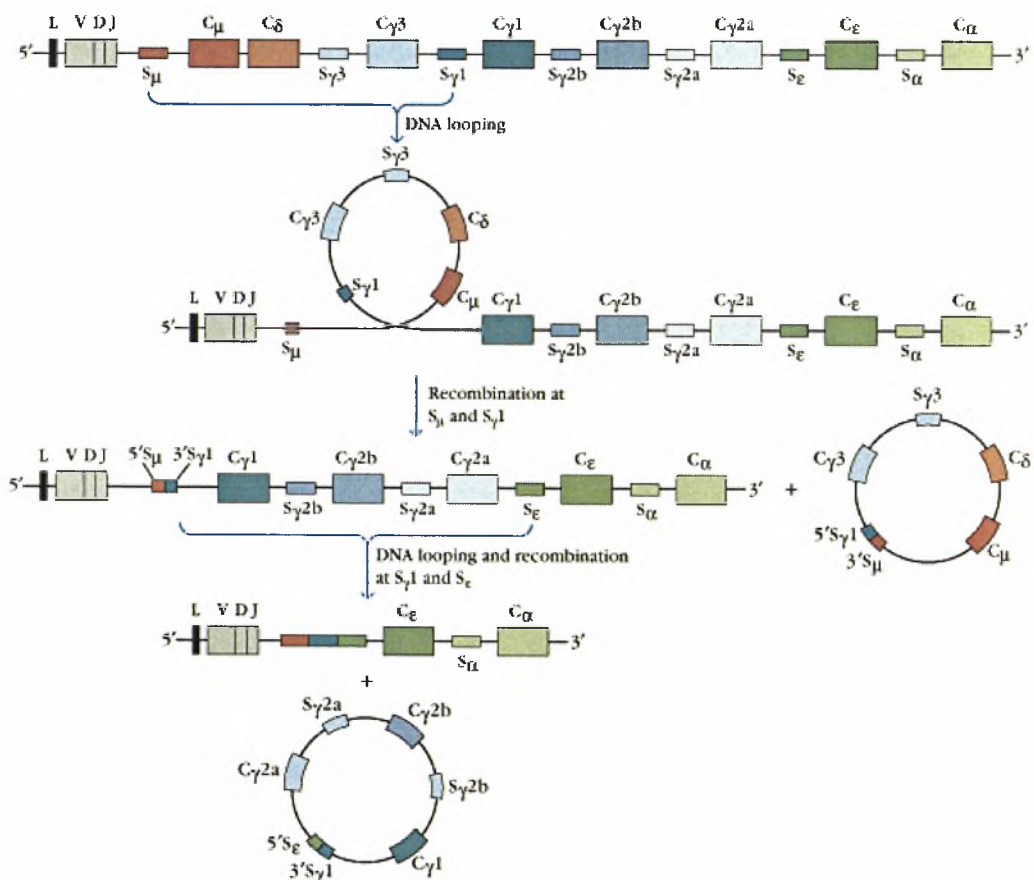 L V D J Cμ Cδ Cγ3 Cγ1 Cγ2b Cγ2a Cε Cα
5′ 3′
Sμ Sγ3 Sγ1 Sγ2b Sγ2a Sε Sα
DNA looping
Sγ3
Cγ3 Cδ
Sγ1 Cμ
L V D J Cγ1 Cγ2b Cγ2a Cε Cα
5′ 3′
Sμ Sγ2b Sγ2a Sε Sα
Recombination at
Sμ and Sγ1
5′Sμ 3′Sγ1
L V D J Cγ1 Cγ2b Cγ2a Cε Cα
5′ 3′ +
Sγ2b Sγ2a Sε Sα
Sγ3
Cγ3 Cδ
5′Sγ1
3′Sμ Cμ
DNA looping and recombination
at Sγ1 and Sε
L V D J Cε Cα
5′ 3′
Sα
+
Sγ2a Cγ2b
Cγ2a Sγ2b
5′Sε
3′Sγ1 Cγ1